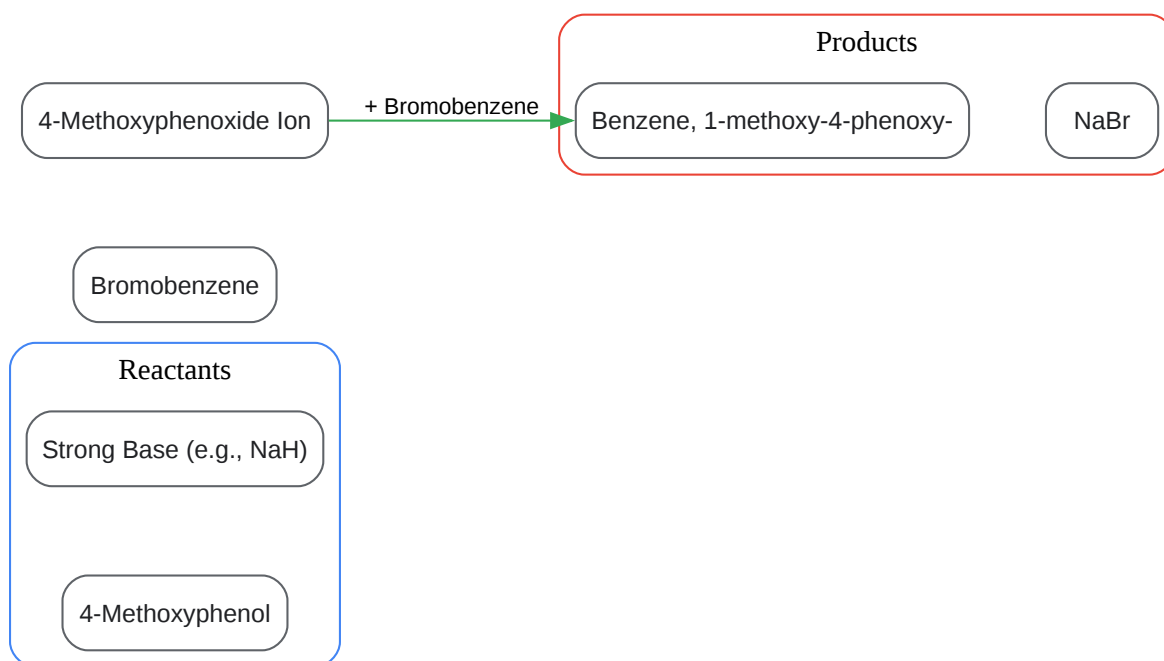 Products
4-Methoxyphenoxide Ion
+ Bromobenzene
Benzene, 1-methoxy-4-phenoxy-
NaBr
Bromobenzene
Reactants
Strong Base (e.g., NaH)
4-Methoxyphenol